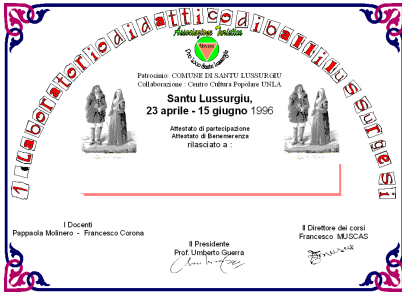 1° Laboratorio didattico di balli lussurgesi
Associazione Turistica
Pro Loco Santu Lussurgiu
Patrocinio: COMUNE DI SANTU LUSSURGIU
Collaborazione : Centro Cultura Popolare UNLA
Santu Lussurgiu,
23 aprile - 15 giugno 1996
Attestato di partecipazione
Attestato di Benemerenza
rilasciato a :
I Docenti
Pappaola Molinero - Francesco Corona
Il Presidente
Prof. Umberto Guerra
Il Direttore dei corsi
Francesco MUSCAS